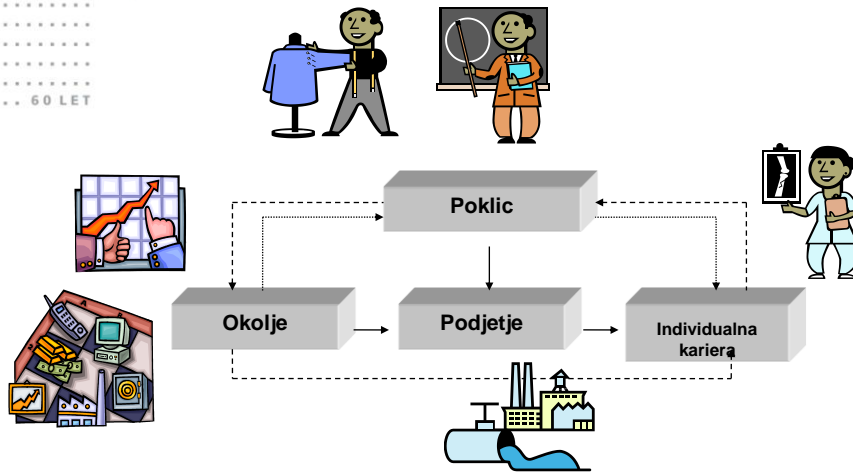 .. 60 LET
Poklic
Okolje
Podjetje
Individualna
kariera